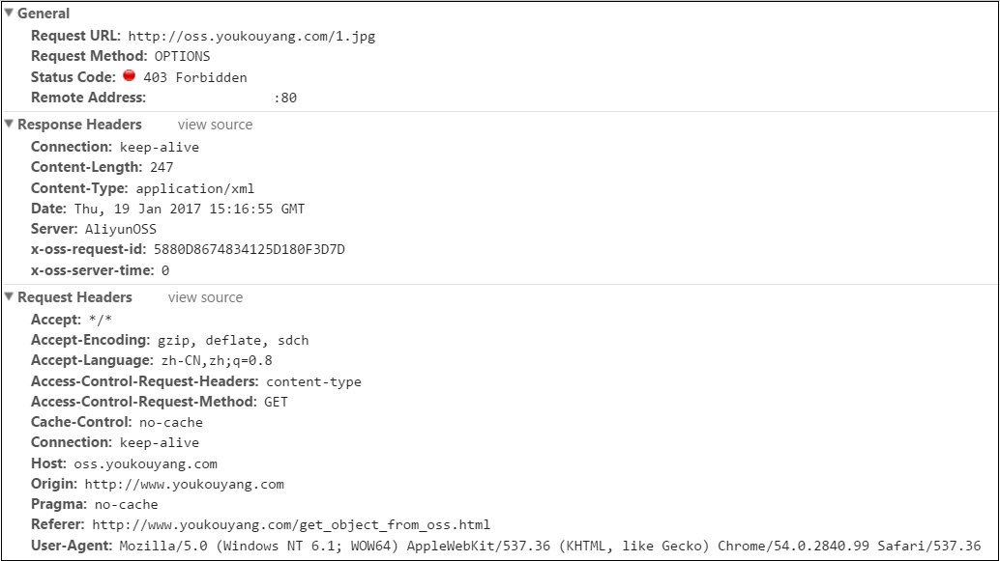 General
Request URL: http://oss.youkouyang.com/1.jpg
Request Method: OPTIONS
Status Code: 403 Forbidden
Remote Address: :80
Response Headers view source
Connection: keep-alive
Content-Length: 247
Content-Type: application/xml
Date: Thu, 19 Jan 2017 15:16:55 GMT
Server: AliyunOSS
x-oss-request-id: 5880D8674834125D180F3D7D
x-oss-server-time: 0
Request Headers view source
Accept: */*
Accept-Encoding: gzip, deflate, sdch
Accept-Language: zh-CN,zh;q=0.8
Access-Control-Request-Headers: content-type
Access-Control-Request-Method: GET
Cache-Control: no-cache
Connection: keep-alive
Host: oss.youkouyang.com
Origin: http://www.youkouyang.com
Pragma: no-cache
Referer: http://www.youkouyang.com/get_object_from_oss.html
User-Agent: Mozilla/5.0 (Windows NT 6.1; WOW64) AppleWebKit/537.36 (KHTML, like Gecko) Chrome/54.0.2840.99 Safari/537.36